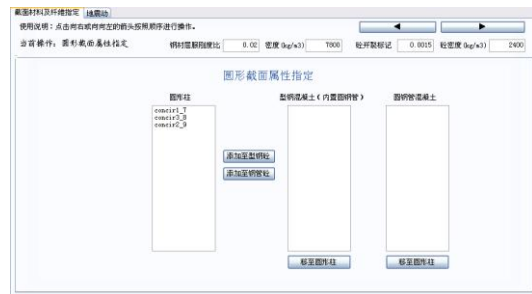 截面材料及纤维指定 地震动
使用说明：点击向右或向向左的箭头按照顺序进行操作。
当前操作：圆形截面属性指定 钢材屈服刚度比 0.02 密度(kg/m3) 7800 砼开裂标记 0.0015 砼密度(kg/m3) 2400
圆形截面属性指定
圆形柱 型钢混凝土(内置圆钢管) 圆钢管混凝土
concir1_7
concir3_8
concir2_9
添加至型钢砼
添加至钢管砼
移至圆形柱 移至圆形柱